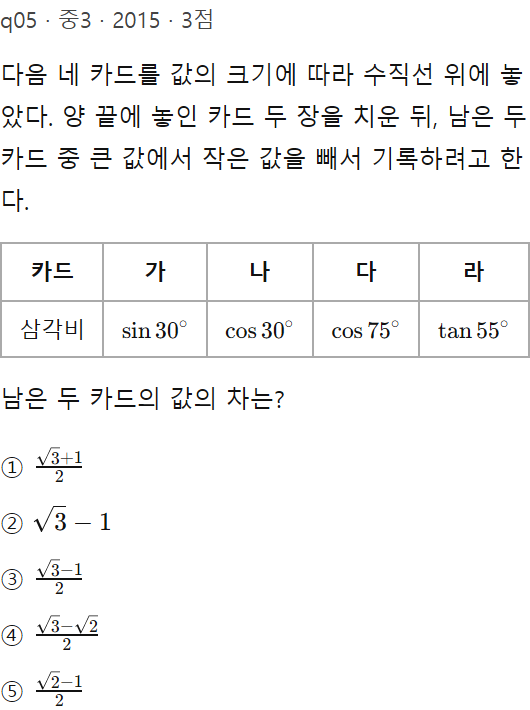 q05 · 중3 · 2015 · 3점
다음 네 카드를 값의 크기에 따라 수직선 위에 놓
았다. 양 끝에 놓인 카드 두 장을 치운 뒤, 남은 두
카드 중 큰 값에서 작은 값을 빼서 기록하려고 한
다.
카드 가 나 다 라
삼각비 sin 30° cos 30° cos 75° tan 55°
남은 두 카드의 값의 차는?
① (√3+1)/2
② √3 − 1
③ (√3−1)/2
④ (√3−√2)/2
⑤ (√2−1)/2